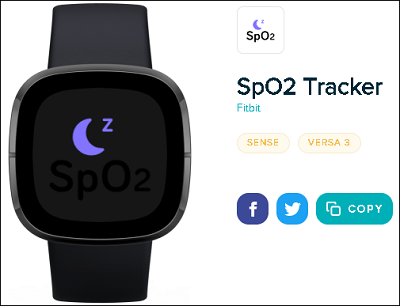 z
SpO2
SpO2
SpO2 Tracker
Fitbit
SENSE VERSA 3
f
COPY